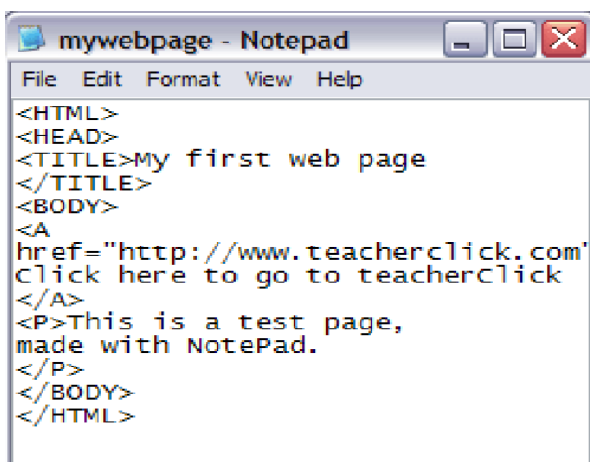 mywebpage - Notepad
File Edit Format View Help
<HTML>
<HEAD>
<TITLE>My first web page
</TITLE>
<BODY>
<A
href="http://www.teacherclick.com"
Click here to go to teacherClick
</A>
<P>This is a test page,
made with NotePad.
</P>
</BODY>
</HTML>